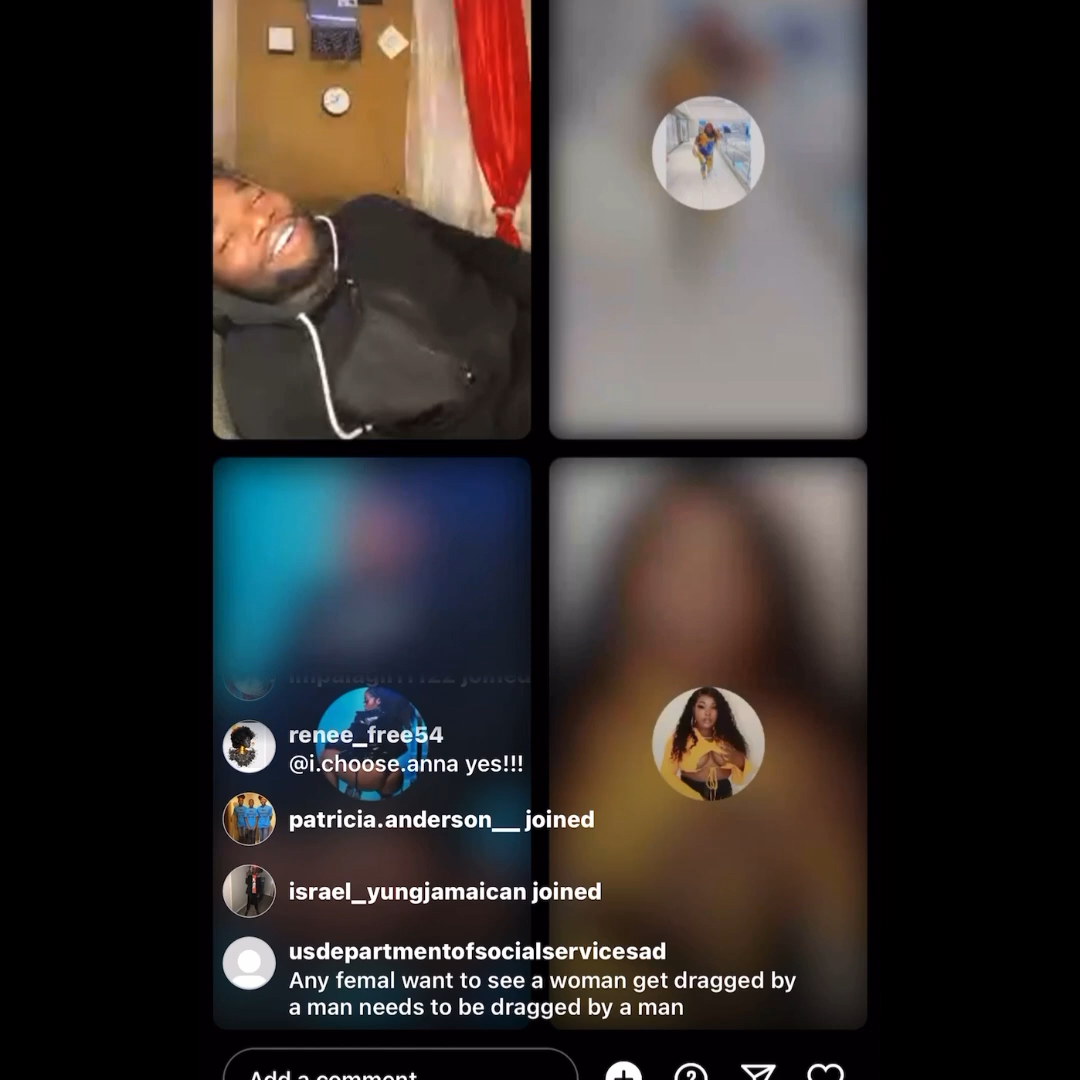 renee_free54
@i.choose.anna yes!!!
patricia.anderson__ joined
israel_yungjamaican joined
usdepartmentofsocialservicesad
Any femal want to see a woman get dragged by
a man needs to be dragged by a man
Add a comment